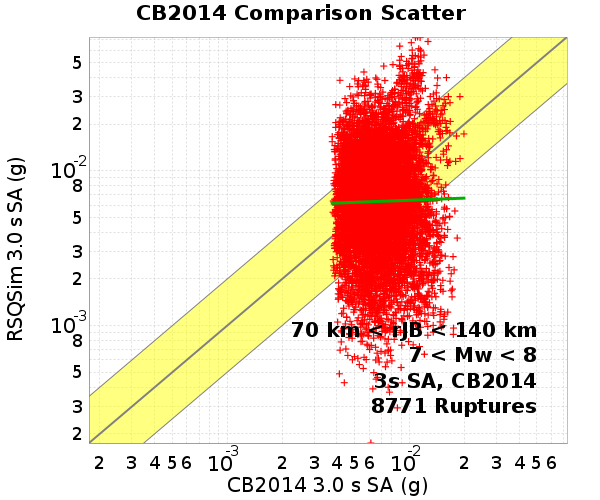 CB2014 Comparison Scatter
RSQSim 3.0 s SA (g)
5
3
2
10-2
8
5
3
2
10-3
8
5
3
2
70 km < rJB < 140 km
7 < Mw < 8
3s SA, CB2014
8771 Ruptures
2 3 4 5 6 10-3 2 3 4 5 6 10-2 2 3 4 5 6
CB2014 3.0 s SA (g)